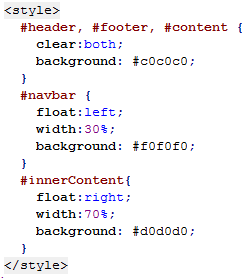 <style>
#header, #footer, #content {
clear:both;
background: #c0c0c0;
}
#navbar {
float:left;
width:30%;
background: #f0f0f0;
}
#innerContent{
float:right;
width:70%;
background: #d0d0d0;
}
</style>